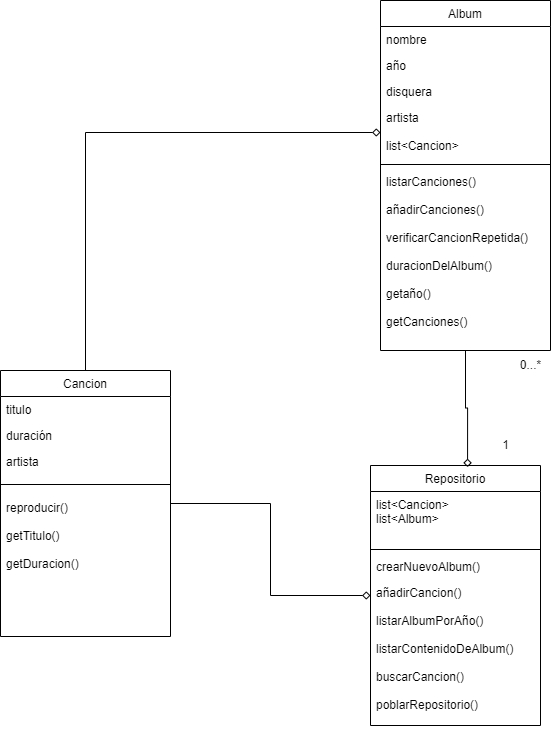 Album
nombre
año
disquera
artista
list<Cancion>
listarCanciones()
añadirCanciones()
verificarCancionRepetida()
duracionDelAlbum()
getaño()
getCanciones()
0...*
1
Cancion
titulo
duración
artista
reproducir()
getTitulo()
getDuracion()
Repositorio
list<Cancion>
list<Album>
crearNuevoAlbum()
añadirCancion()
listarAlbumPorAño()
listarContenidoDeAlbum()
buscarCancion()
poblarRepositorio()